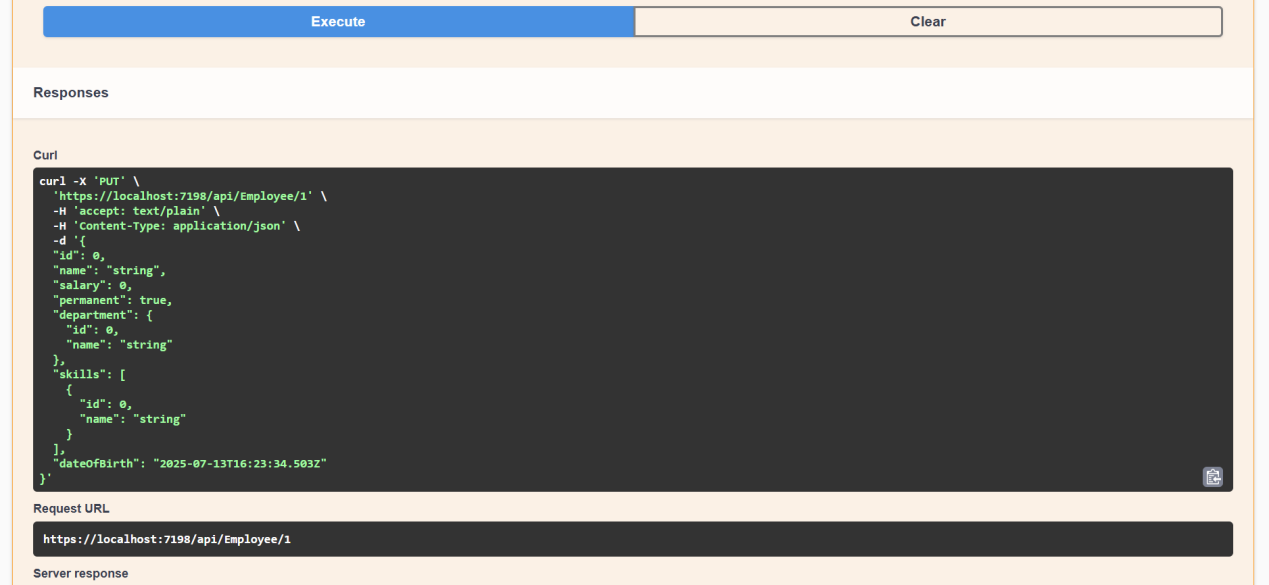 Execute
Clear
Responses
Curl
curl -X 'PUT' \
  'https://localhost:7198/api/Employee/1' \
  -H 'accept: text/plain' \
  -H 'Content-Type: application/json' \
  -d '{
  "id": 0,
  "name": "string",
  "salary": 0,
  "permanent": true,
  "department": {
    "id": 0,
    "name": "string"
  },
  "skills": [
    {
      "id": 0,
      "name": "string"
    }
  ],
  "dateOfBirth": "2025-07-13T16:23:34.503Z"
}'
Request URL
https://localhost:7198/api/Employee/1
Server response